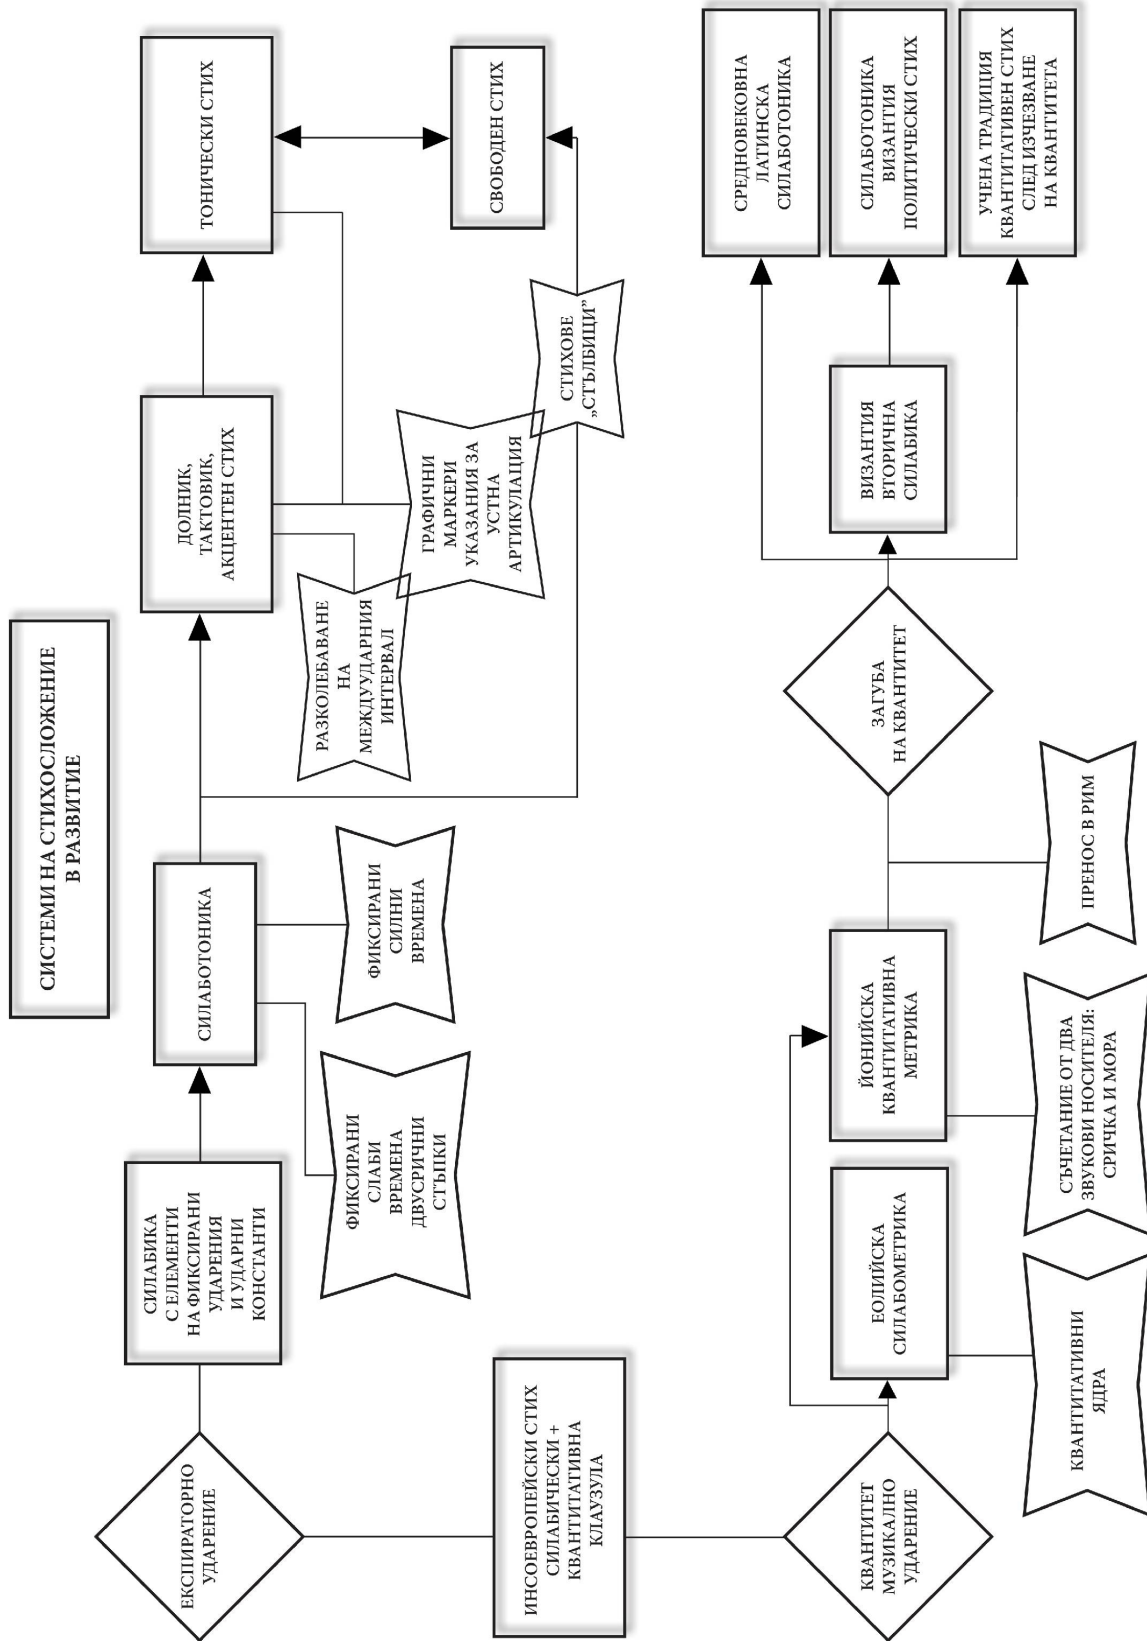 СИСТЕМИ НА СТИХОСЛОЖЕНИЕ
В РАЗВИТИЕ
ЕКСПИРАТОРНО
УДАРЕНИЕ
СИЛАБИКА
С ЕЛЕМЕНТИ
НА ФИКСИРАНИ
УДАРЕНИЯ
И УДАРНИ
КОНСТАНТИ
СИЛАБОТОНИКА
ДОЛНИК,
ТАКТОВИК,
АКЦЕНТЕН СТИХ
ТОНИЧЕСКИ СТИХ
ФИКСИРАНИ
СЛАБИ
ВРЕМЕНА
ДВУСРИЧНИ
СТЪПКИ
ФИКСИРАНИ
СИЛНИ
ВРЕМЕНА
РАЗКОЛЕБАВАНЕ
НА
МЕЖДУУДАРНИЯ
ИНТЕРВАЛ
ГРАФИЧНИ
МАРКЕРИ
УКАЗАНИЯ ЗА
УСТНА
АРТИКУЛАЦИЯ
СТИХОВЕ
„СТЪЛБИЦИ”
СВОБОДЕН СТИХ
ИНСОЕВРОПЕЙСКИ СТИХ
СИЛАБИЧЕСКИ +
КВАНТИТАТИВНА
КЛАУЗУЛА
КВАНТИТЕТ
МУЗИКАЛНО
УДАРЕНИЕ
ЕОЛИЙСКА
СИЛАБОМЕТРИКА
ЙОНИЙСКА
КВАНТИТАТИВНА
МЕТРИКА
ЗАГУБА
НА КВАНТИТЕТ
ВИЗАНТИЯ
ВТОРИЧНА
СИЛАБИКА
СРЕДНОВЕКОВНА
ЛАТИНСКА
СИЛАБОТОНИКА
СИЛАБОТОНИКА
ВИЗАНТИЯ
ПОЛИТИЧЕСКИ СТИХ
УЧЕНА ТРАДИЦИЯ
КВАНТИТАТИВЕН СТИХ
СЛЕД ИЗЧЕЗВАНЕ
НА КВАНТИТЕТА
КВАНТИТАТИВНИ
ЯДРА
СЪЧЕТАНИЕ ОТ ДВА
ЗВУКОВИ НОСИТЕЛЯ:
СРИЧКА И МОРА
ПРЕНОС В РИМ